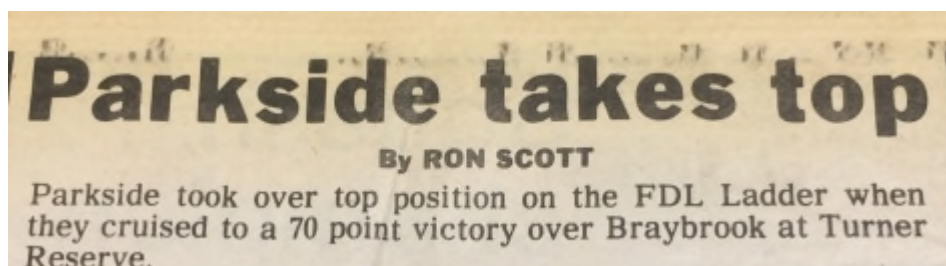 Parkside takes top
By RON SCOTT
Parkside took over top position on the FDL Ladder when
they cruised to a 70 point victory over Braybrook at Turner
Reserve.